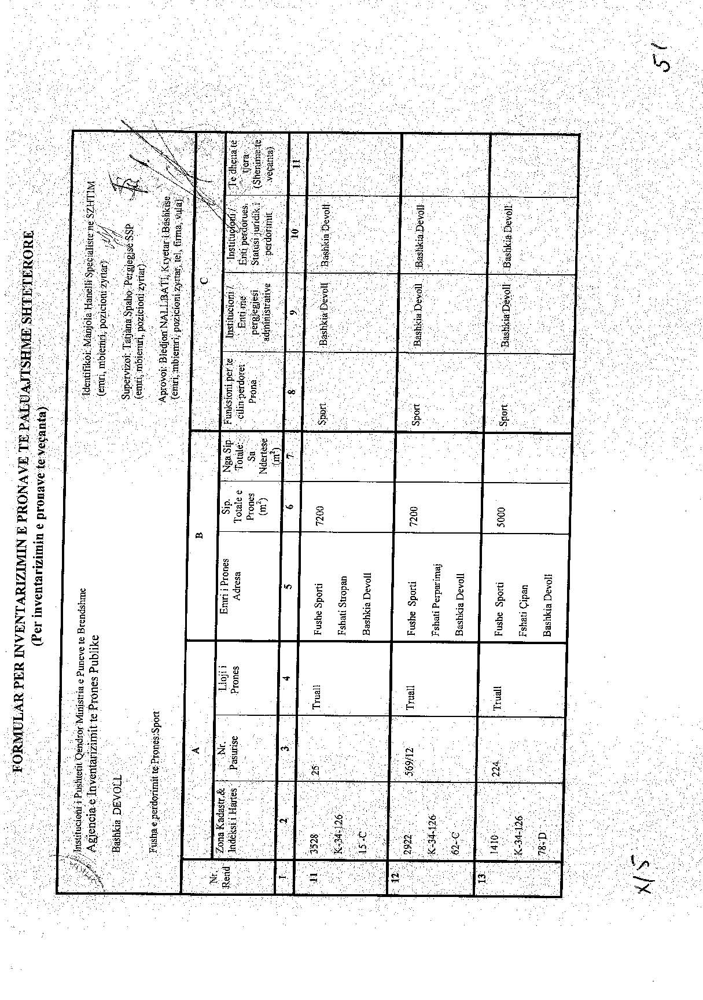 FORMULAR PER INVENTARIZIMIN E PRONAVE TE PALUAJTSHME SHTETERORE
(Per inventarizimin e pronave te veçanta)
Institucioni i Pushtetit Qendror Ministria e Puneve te Brendshme
Agjencia e Inventarizimit te Prones Publike
Bashkia DEVOLL
Fusha e perdorimit te Prones:Sport
Identifikoi: Manjola Hanelli Specialiste ne SZHTIM
(emri, mbiemri, pozicioni zyrtar)
Supervizoi: Tatjana Spaho Pergjegjse SSP
(emri, mbiemri, pozicioni zyrtar)
Aprovoi: Bledjon NALLBATI, Kryetar i Bashkise
(emri, mbiemri, pozicioni zyrtar, tel, firma, vula)
A B C
Nr. Rend
Zona Kadastr.& Indeksi i Hartes
Nr. Pasurise
Lloji i Prones
Emri i Prones Adresa
Sip. Totale e Prones (m²)
Nga Sip. Totale: Sa Ndertese (m²)
Funksioni per te cilin perdoret Prona
Institucioni / Enti me pergjegjesi administrative
Institucioni / Enti perdorues. Statusi juridik i perdorimit
Te dhena te tjera (Shenime te veçanta)
1 2 3 4 5 6 7 8 9 10 11
11 3528 25 Truall Fushe Sporti 7200 Sport Bashkia Devoll Bashkia Devoll
K-34-126 Fshati Stropan
15 -C Bashkia Devoll
12 2922 569/12 Truall Fushe Sporti 7200 Sport Bashkia Devoll Bashkia Devoll
K-34-126 Fshati Perparimaj
62- C Bashkia Devoll
13 1410 224 Truall Fushe Sporti 5000 Sport Bashkia Devoll Bashkia Devoll
K-34-126 Fshati Çipan
78- D Bashkia Devoll
X/5
51